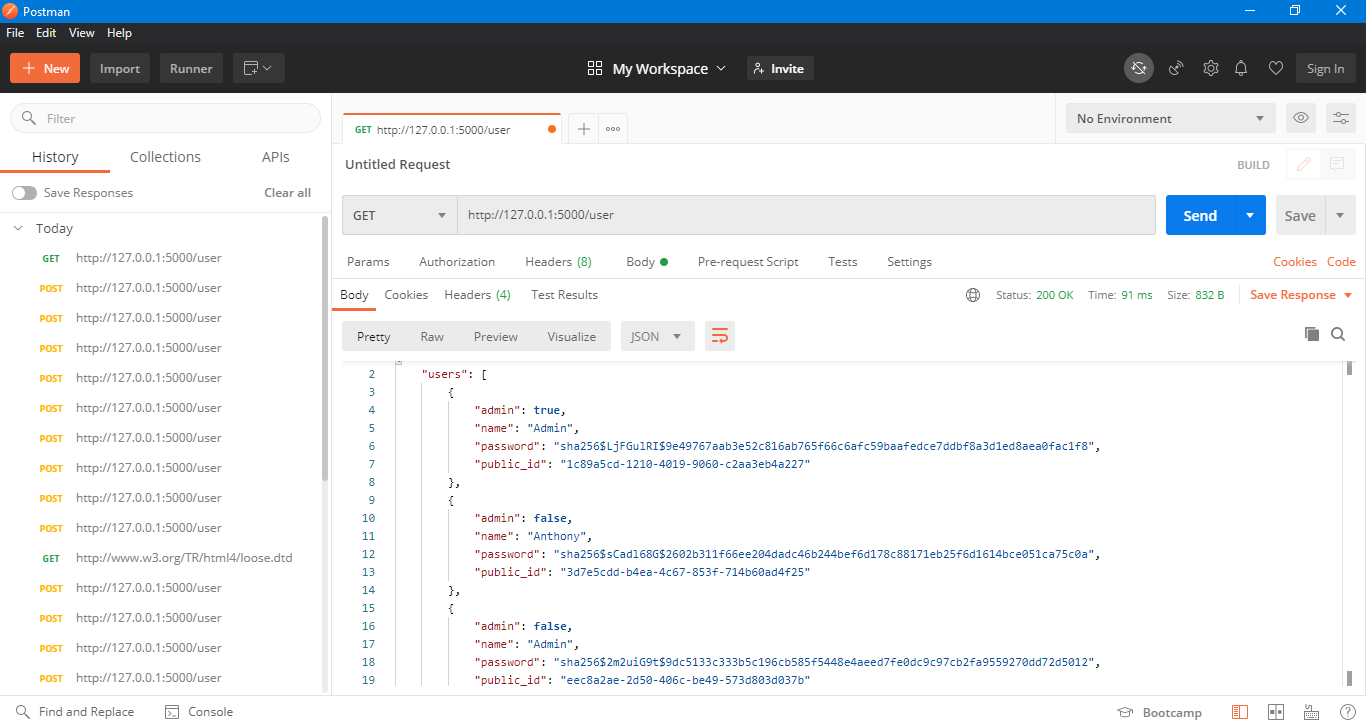 Postman
File Edit View Help
New Import Runner My Workspace Invite Sign In
Filter
History Collections APIs
Save Responses Clear all
Today
GET http://127.0.0.1:5000/user
POST http://127.0.0.1:5000/user
POST http://127.0.0.1:5000/user
POST http://127.0.0.1:5000/user
POST http://127.0.0.1:5000/user
POST http://127.0.0.1:5000/user
POST http://127.0.0.1:5000/user
POST http://127.0.0.1:5000/user
POST http://127.0.0.1:5000/user
POST http://127.0.0.1:5000/user
GET http://www.w3.org/TR/html4/loose.dtd
POST http://127.0.0.1:5000/user
POST http://127.0.0.1:5000/user
POST http://127.0.0.1:5000/user
POST http://127.0.0.1:5000/user
GET http://127.0.0.1:5000/user
No Environment
Untitled Request BUILD
GET http://127.0.0.1:5000/user Send Save
Params Authorization Headers (8) Body Pre-request Script Tests Settings Cookies Code
Body Cookies Headers (4) Test Results Status: 200 OK Time: 91 ms Size: 832 B Save Response
Pretty Raw Preview Visualize JSON
2 "users": [
3 {
4 "admin": true,
5 "name": "Admin",
6 "password": "sha256$LjFGulRI$9e49767aab3e52c816ab765f66c6afc59baafedce7ddbf8a3d1ed8aea0fac1f8",
7 "public_id": "1c89a5cd-1210-4019-9060-c2aa3eb4a227"
8 },
9 {
10 "admin": false,
11 "name": "Anthony",
12 "password": "sha256$sCadl68G$2602b311f66ee204dadc46b244bef6d178c88171eb25f6d1614bce051ca75c0a",
13 "public_id": "3d7e5cdd-b4ea-4c67-853f-714b60ad4f25"
14 },
15 {
16 "admin": false,
17 "name": "Admin",
18 "password": "sha256$2m2uiG9t$9dc5133c333b5c196cb585f5448e4aeed7fe0dc9c97cb2fa9559270dd72d5012",
19 "public_id": "eec8a2ae-2d50-406c-be49-573d803d037b"
Find and Replace Console Bootcamp